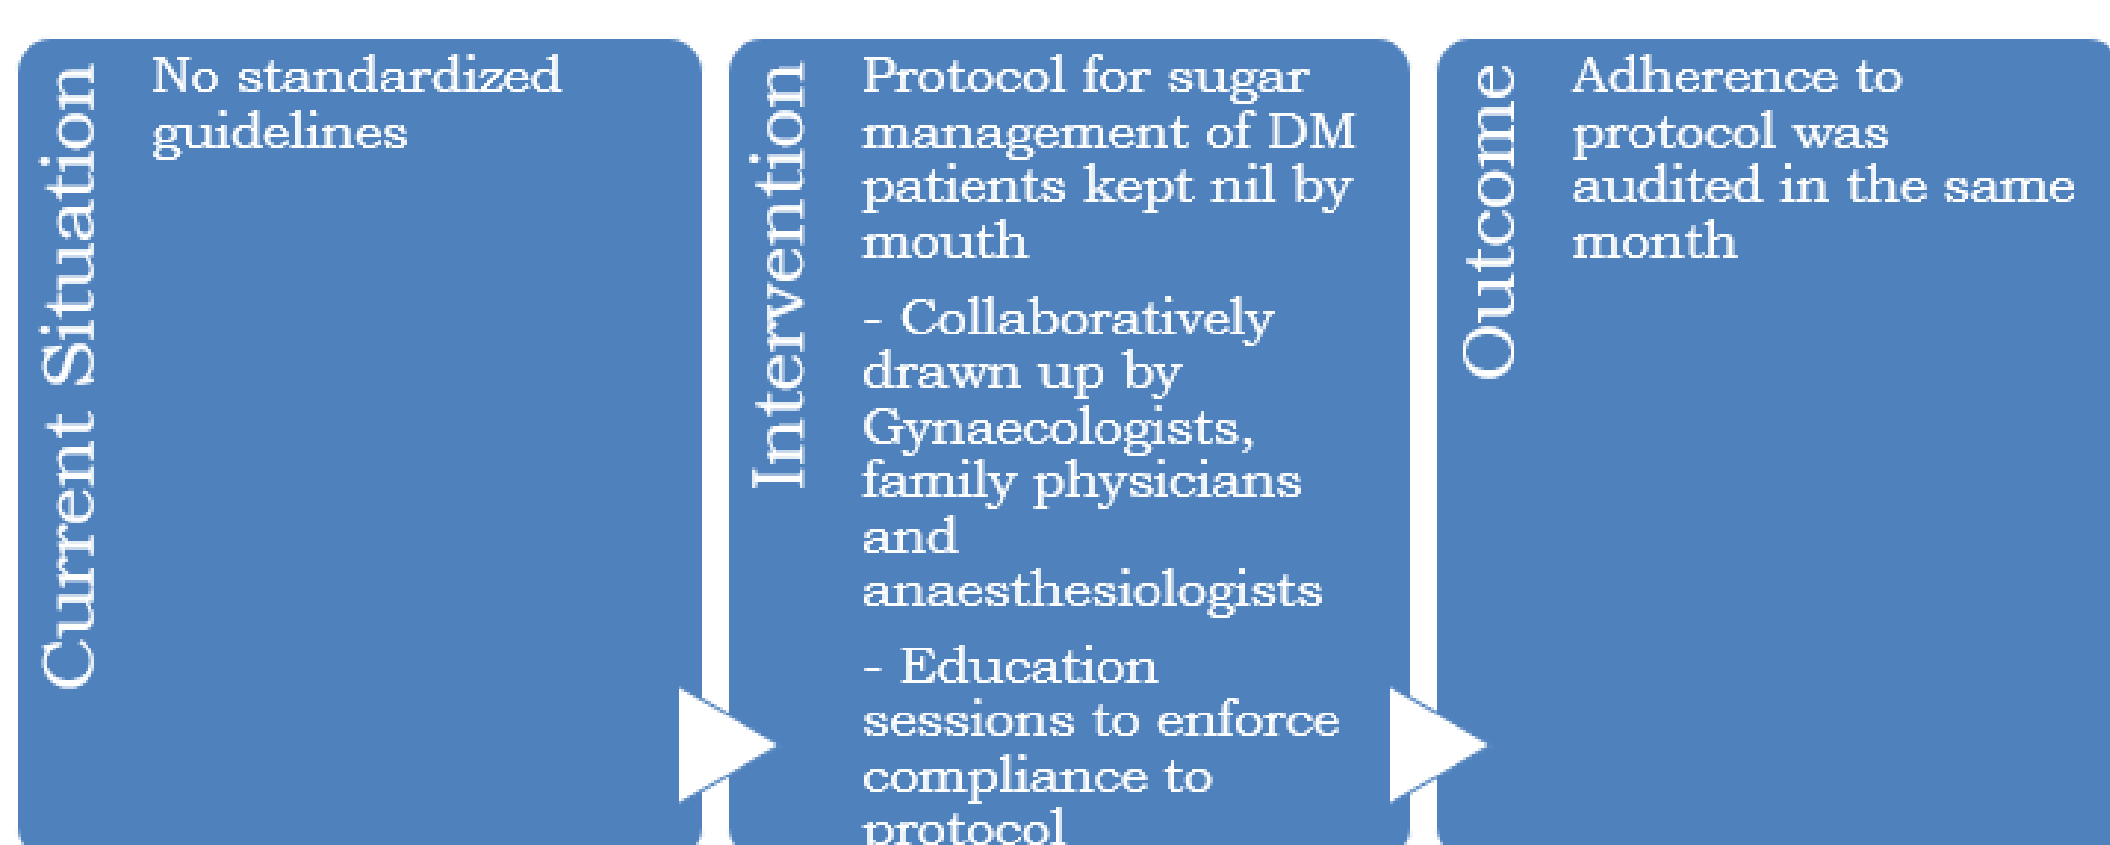 Current Situation
No standardized
guidelines
Intervention
Protocol for sugar
management of DM
patients kept nil by
mouth
- Collaboratively
drawn up by
Gynaecologists,
family physicians
and
anaesthesiologists
- Education
sessions to enforce
compliance to
protocol
Outcome
Adherence to
protocol was
audited in the same
month